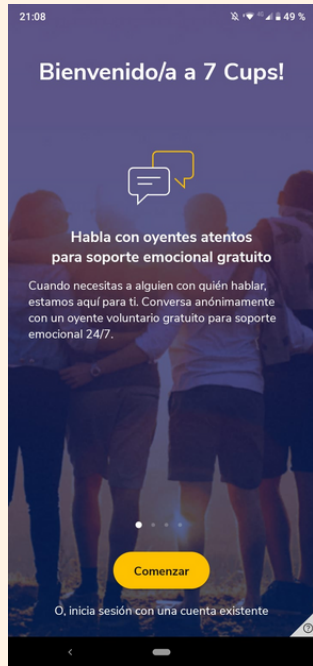 21:08
49 %
Bienvenido/a a 7 Cups!
Habla con oyentes atentos
para soporte emocional gratuito
Cuando necesitas a alguien con quién hablar,
estamos aquí para ti. Conversa anónimamente
con un oyente voluntario gratuito para soporte
emocional 24/7.
Comenzar
O, inicia sesión con una cuenta existente